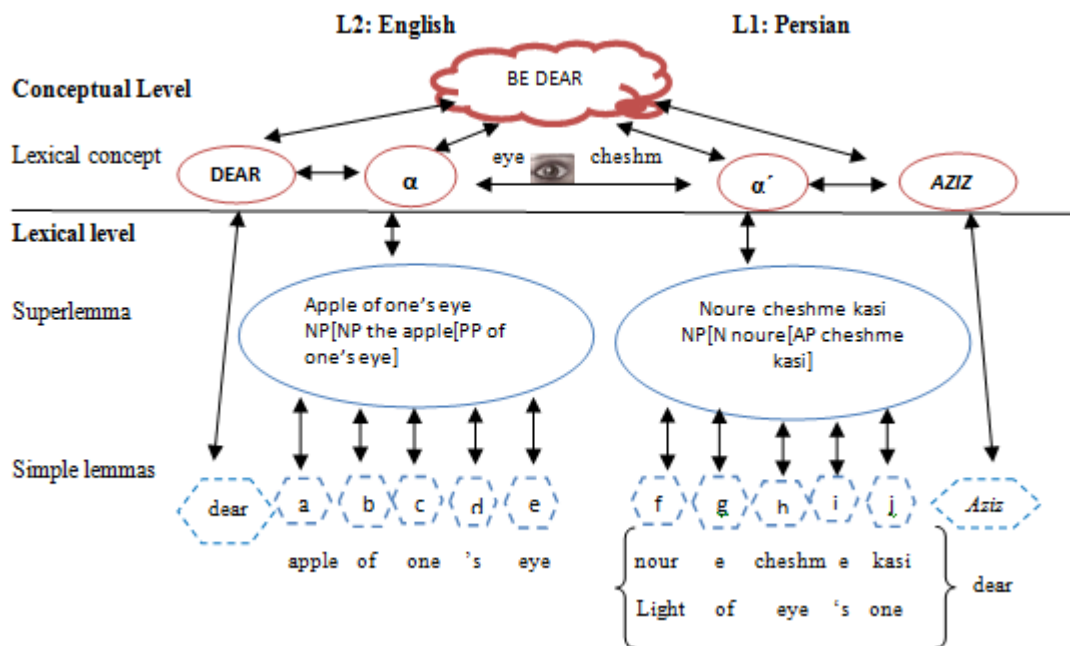 L2: English L1: Persian
BE DEAR
Conceptual Level
Lexical concept
eye cheshm
DEAR α α´ AZIZ
Lexical level
Superlemma
Apple of one's eye
NP[NP the apple[PP of
one's eye]
Noure cheshme kasi
NP[N noure[AP cheshme
kasi]
Simple lemmas
dear a b c d e f g h i j Aziz
apple of one 's eye nour e cheshm e kasi
dear
Light of eye 's one